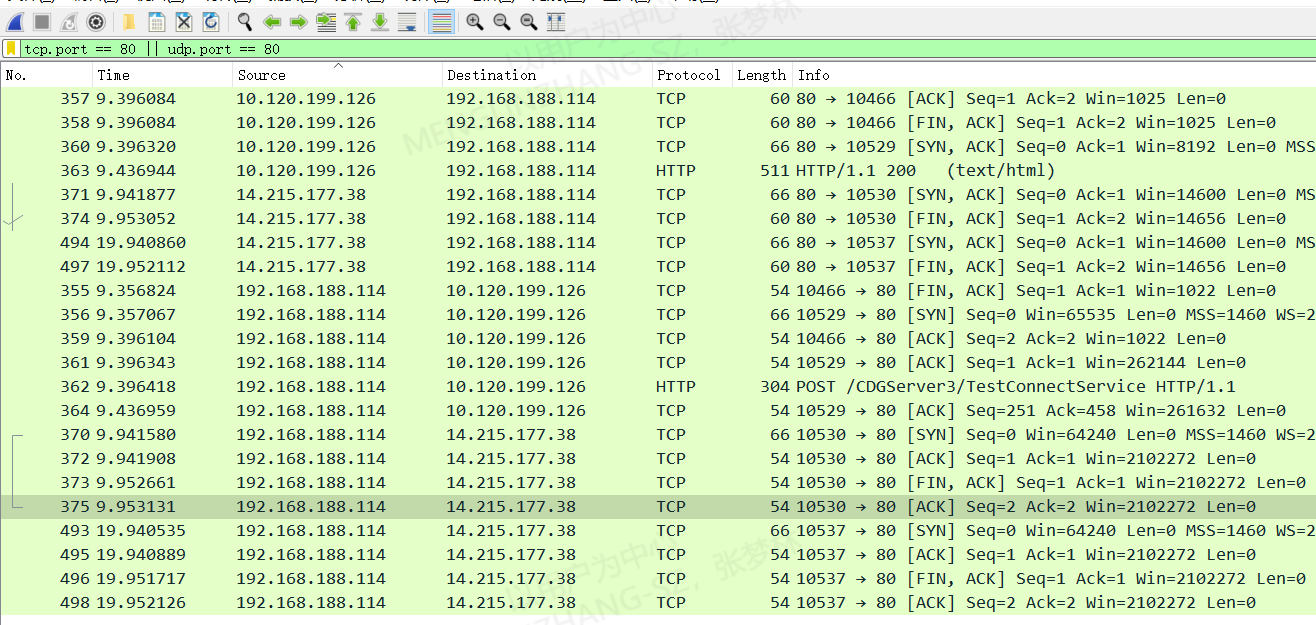 tcp.port == 80 || udp.port == 80
No. Time Source Destination Protocol Length Info
357 9.396084 10.120.199.126 192.168.188.114 TCP 60 80 → 10466 [ACK] Seq=1 Ack=2 Win=1025 Len=0
358 9.396084 10.120.199.126 192.168.188.114 TCP 60 80 → 10466 [FIN, ACK] Seq=1 Ack=2 Win=1025 Len=0
360 9.396320 10.120.199.126 192.168.188.114 TCP 66 80 → 10529 [SYN, ACK] Seq=0 Ack=1 Win=8192 Len=0 MSS
363 9.436944 10.120.199.126 192.168.188.114 HTTP 511 HTTP/1.1 200 (text/html)
371 9.941877 14.215.177.38 192.168.188.114 TCP 66 80 → 10530 [SYN, ACK] Seq=0 Ack=1 Win=14600 Len=0 MS
374 9.953052 14.215.177.38 192.168.188.114 TCP 60 80 → 10530 [FIN, ACK] Seq=1 Ack=2 Win=14656 Len=0
494 19.940860 14.215.177.38 192.168.188.114 TCP 66 80 → 10537 [SYN, ACK] Seq=0 Ack=1 Win=14600 Len=0 MS
497 19.952112 14.215.177.38 192.168.188.114 TCP 60 80 → 10537 [FIN, ACK] Seq=1 Ack=2 Win=14656 Len=0
355 9.356824 192.168.188.114 10.120.199.126 TCP 54 10466 → 80 [FIN, ACK] Seq=1 Ack=1 Win=1022 Len=0
356 9.357067 192.168.188.114 10.120.199.126 TCP 66 10529 → 80 [SYN] Seq=0 Win=65535 Len=0 MSS=1460 WS=2
359 9.396104 192.168.188.114 10.120.199.126 TCP 54 10466 → 80 [ACK] Seq=2 Ack=2 Win=1022 Len=0
361 9.396343 192.168.188.114 10.120.199.126 TCP 54 10529 → 80 [ACK] Seq=1 Ack=1 Win=262144 Len=0
362 9.396418 192.168.188.114 10.120.199.126 HTTP 304 POST /CDGServer3/TestConnectService HTTP/1.1
364 9.436959 192.168.188.114 10.120.199.126 TCP 54 10529 → 80 [ACK] Seq=251 Ack=458 Win=261632 Len=0
370 9.941580 192.168.188.114 14.215.177.38 TCP 66 10530 → 80 [SYN] Seq=0 Win=64240 Len=0 MSS=1460 WS=2
372 9.941908 192.168.188.114 14.215.177.38 TCP 54 10530 → 80 [ACK] Seq=1 Ack=1 Win=2102272 Len=0
373 9.952661 192.168.188.114 14.215.177.38 TCP 54 10530 → 80 [FIN, ACK] Seq=1 Ack=1 Win=2102272 Len=0
375 9.953131 192.168.188.114 14.215.177.38 TCP 54 10530 → 80 [ACK] Seq=2 Ack=2 Win=2102272 Len=0
493 19.940535 192.168.188.114 14.215.177.38 TCP 66 10537 → 80 [SYN] Seq=0 Win=64240 Len=0 MSS=1460 WS=2
495 19.940889 192.168.188.114 14.215.177.38 TCP 54 10537 → 80 [ACK] Seq=1 Ack=1 Win=2102272 Len=0
496 19.951717 192.168.188.114 14.215.177.38 TCP 54 10537 → 80 [FIN, ACK] Seq=1 Ack=1 Win=2102272 Len=0
498 19.952126 192.168.188.114 14.215.177.38 TCP 54 10537 → 80 [ACK] Seq=2 Ack=2 Win=2102272 Len=0